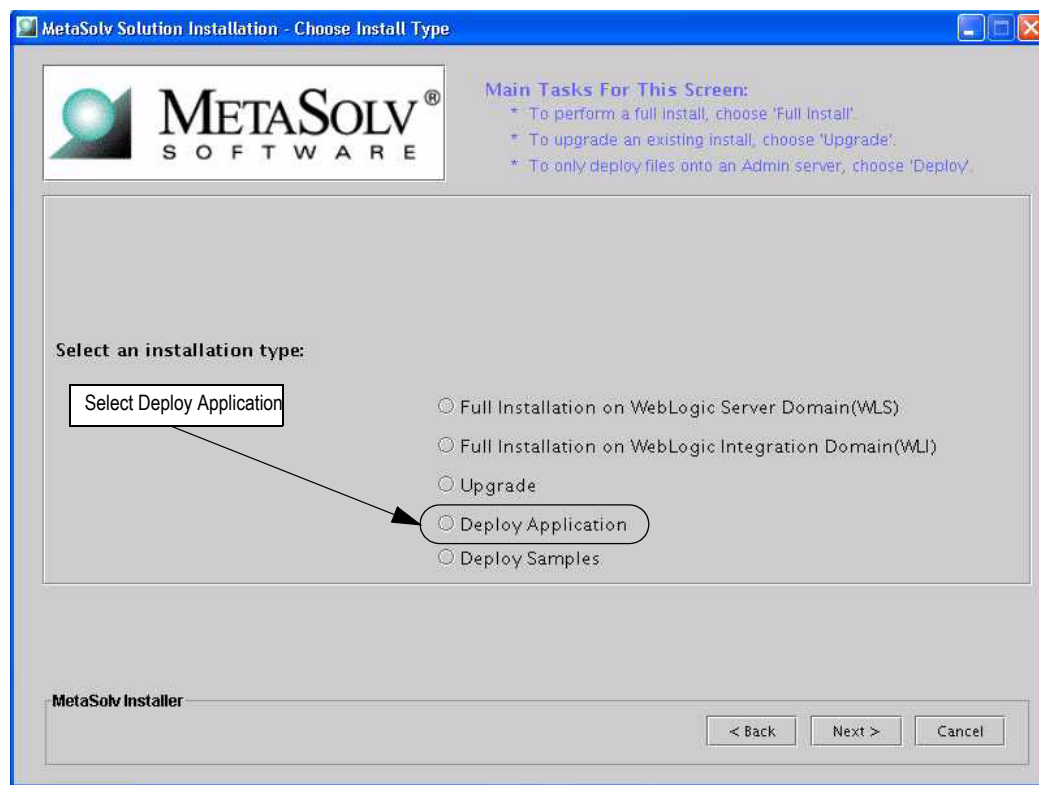 MetaSolv Solution Installation - Choose Install Type
METASOLV®
SOFTWARE
Main Tasks For This Screen:
* To perform a full install, choose 'Full Install'.
* To upgrade an existing install, choose 'Upgrade'.
* To only deploy files onto an Admin server, choose 'Deploy'.
Select an installation type:
Select Deploy Application
Full Installation on WebLogic Server Domain(WLS)
Full Installation on WebLogic Integration Domain(WLI)
Upgrade
Deploy Application
Deploy Samples
MetaSolv Installer
< Back
Next >
Cancel